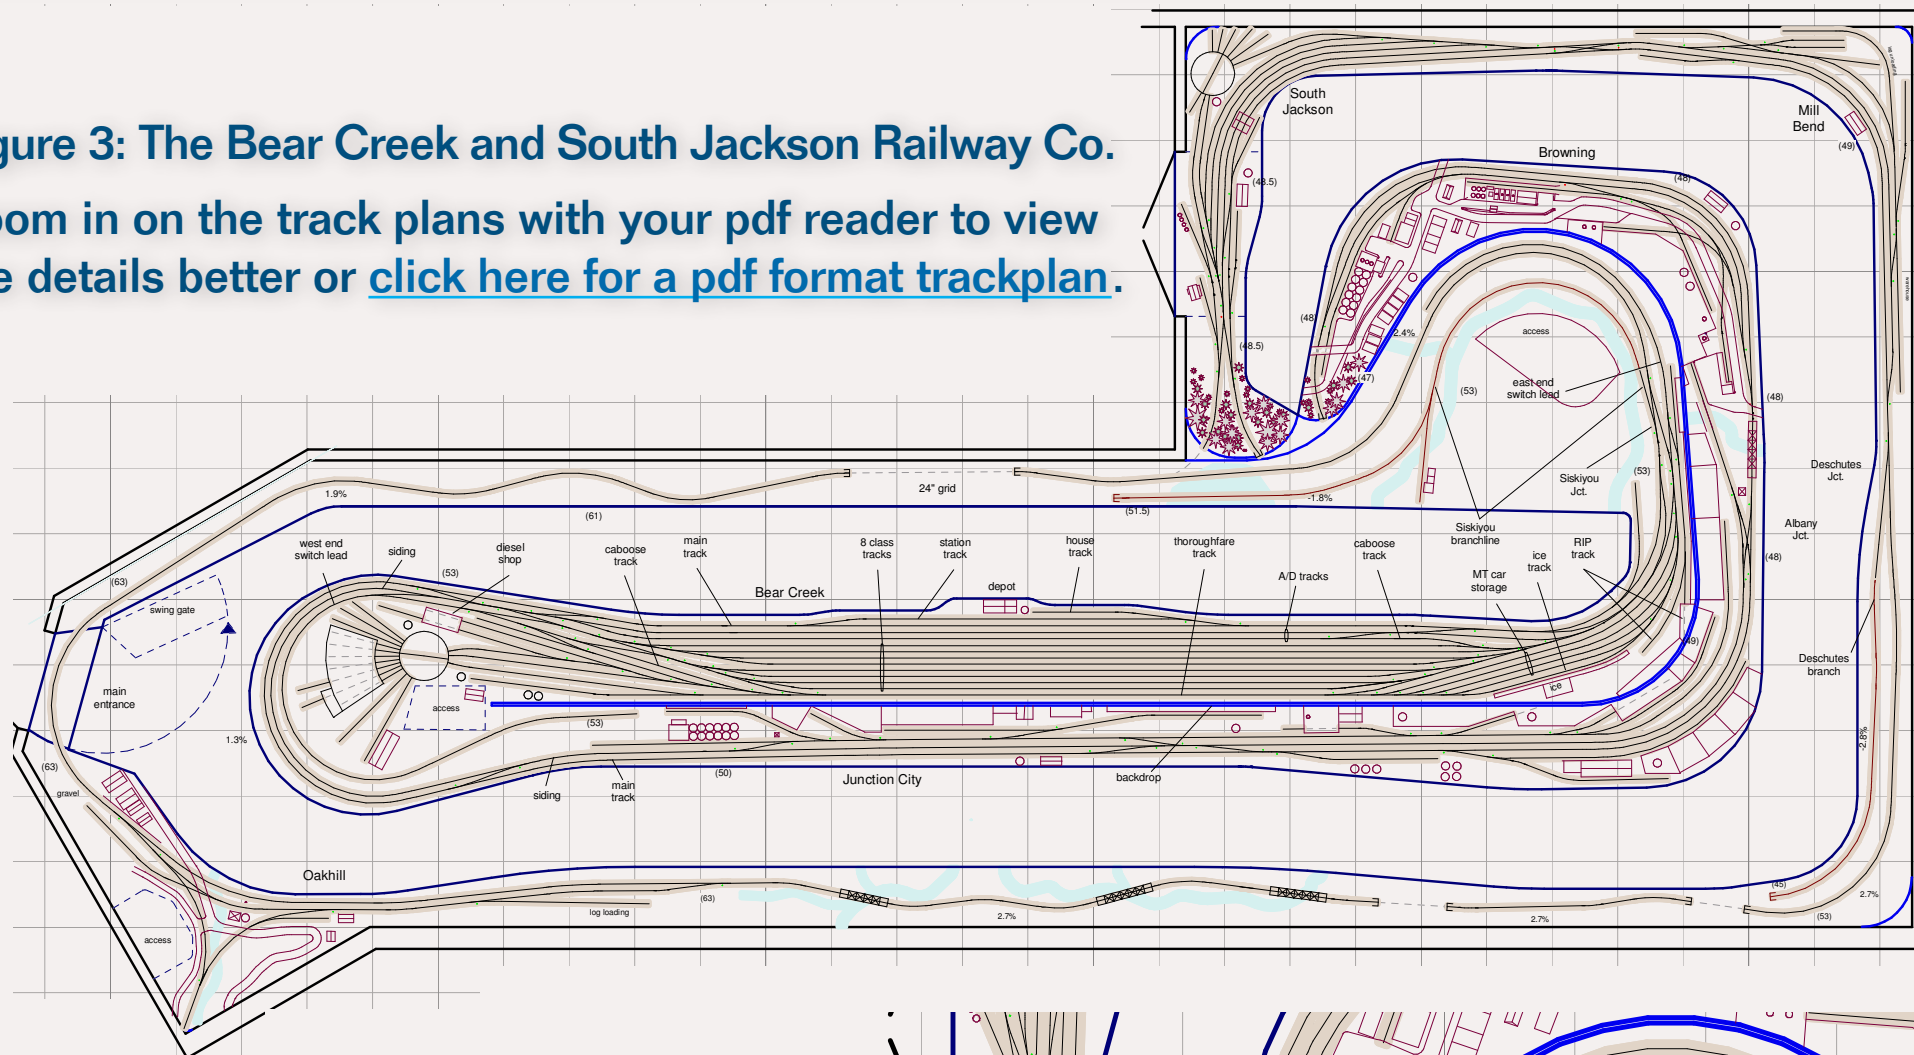 gure 3: The Bear Creek and South Jackson Railway Co.
om in on the track plans with your pdf reader to view
e details better or click here for a pdf format trackplan.
South
Jackson
Mill
Bend
(49)
Browning
(48)
(48.5)
(48)
2.4%
(48.5)
(47)
access
east end
switch lead
(53)
(48)
Deschutes
Jct.
Siskiyou
Jct.
(53)
1.9%
24" grid
-1.8%
(51.5)
(61)
Siskiyou
branchline
Albany
Jct.
(48)
west end
switch lead
siding
diesel
shop
caboose
track
main
track
8 class
tracks
station
track
house
track
thoroughfare
track
caboose
track
ice
track
RIP
track
A/D tracks
MT car
storage
(63)
(53)
Bear Creek
depot
swing gate
(49)
Deschutes
branch
main
entrance
access
ice
(53)
1.3%
-2.8%
(63)
(50)
Junction City
backdrop
gravel
siding
main
track
Oakhill
(45)
(63)
log loading
2.7%
2.7%
(53)
2.7%
access